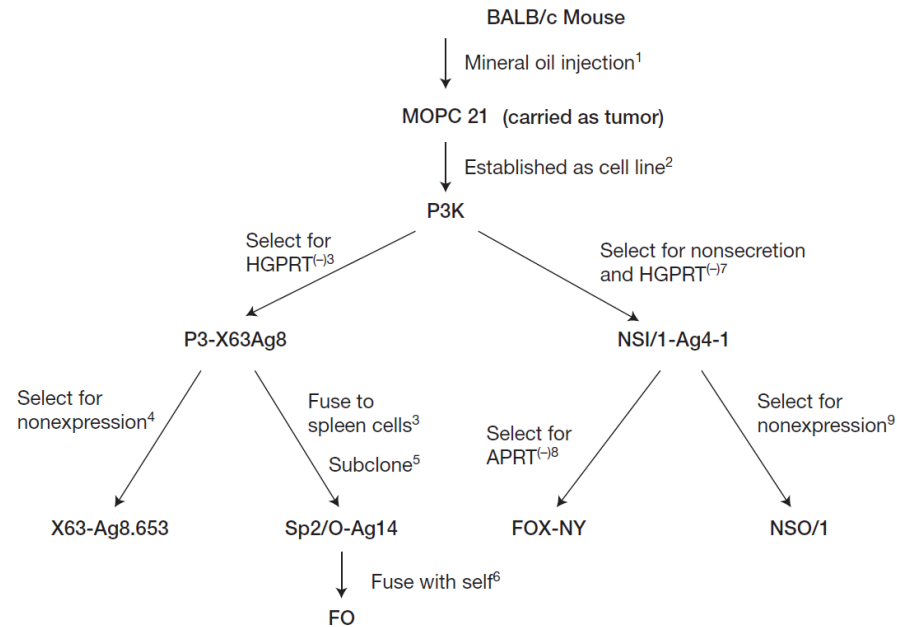 BALB/c Mouse
Mineral oil injection¹
MOPC 21 (carried as tumor)
Established as cell line²
P3K
Select for
HGPRT⁽⁻⁾³
Select for nonsecretion
and HGPRT⁽⁻⁾⁷
P3-X63Ag8
NSI/1-Ag4-1
Select for
nonexpression⁴
Fuse to
spleen cells³
Subclone⁵
Select for
APRT⁽⁻⁾⁸
Select for
nonexpression⁹
X63-Ag8.653
Sp2/O-Ag14
FOX-NY
NSO/1
Fuse with self⁶
FO